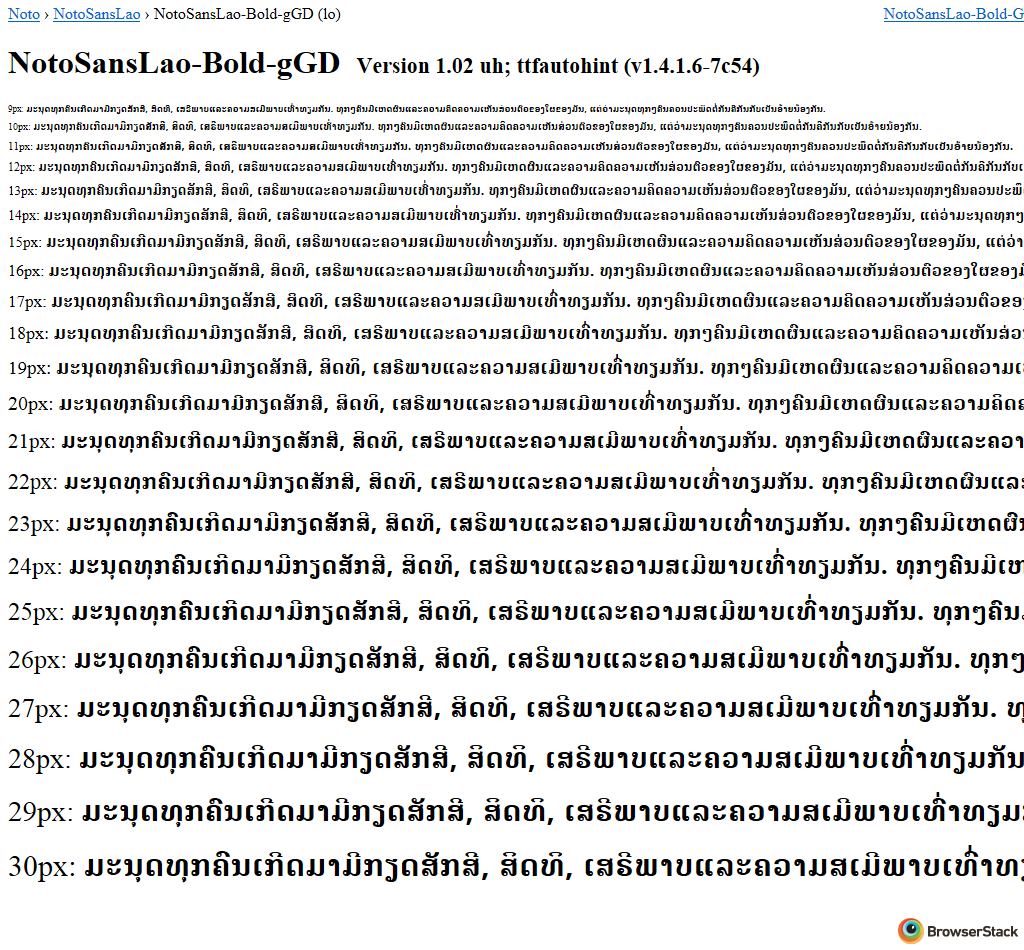 Noto › NotoSansLao › NotoSansLao-Bold-gGD (lo) NotoSansLao-Bold-G
NotoSansLao-Bold-gGD Version 1.02 uh; ttfautohint (v1.4.1.6-7c54)
9px: ມະນຸດທຸກຄົນເກີດມາມີກຽດສັກສີ, ສິດທິ, ເສຣີພາບແລະຄວາມສເມີພາບເທົ່າທຽມກັນ. ທຸກໆຄົນມີເຫດຜົນແລະຄວາມຄິດຄວາມເຫັນສ່ວນຕົວຂອງໃຜຂອງມັນ, ແຕ່ວ່າມະນຸດທຸກໆຄົນຄວນປະພຶດຕໍ່ກັນຄືກັນກັບເປັນອ້າຍນ້ອງກັນ.
10px: ມະນຸດທຸກຄົນເກີດມາມີກຽດສັກສີ, ສິດທິ, ເສຣີພາບແລະຄວາມສເມີພາບເທົ່າທຽມກັນ. ທຸກໆຄົນມີເຫດຜົນແລະຄວາມຄິດຄວາມເຫັນສ່ວນຕົວຂອງໃຜຂອງມັນ, ແຕ່ວ່າມະນຸດທຸກໆຄົນຄວນປະພຶດຕໍ່ກັນຄືກັນກັບເປັນອ້າຍນ້ອງກັນ.
11px: ມະນຸດທຸກຄົນເກີດມາມີກຽດສັກສີ, ສິດທິ, ເສຣີພາບແລະຄວາມສເມີພາບເທົ່າທຽມກັນ. ທຸກໆຄົນມີເຫດຜົນແລະຄວາມຄິດຄວາມເຫັນສ່ວນຕົວຂອງໃຜຂອງມັນ, ແຕ່ວ່າມະນຸດທຸກໆຄົນຄວນປະພຶດຕໍ່ກັນຄືກັນກັບເປັນອ້າຍນ້ອງກັນ.
12px: ມະນຸດທຸກຄົນເກີດມາມີກຽດສັກສີ, ສິດທິ, ເສຣີພາບແລະຄວາມສເມີພາບເທົ່າທຽມກັນ. ທຸກໆຄົນມີເຫດຜົນແລະຄວາມຄິດຄວາມເຫັນສ່ວນຕົວຂອງໃຜຂອງມັນ, ແຕ່ວ່າມະນຸດທຸກໆຄົນຄວນປະພຶດຕໍ່ກັນຄືກັນກັບເ
13px: ມະນຸດທຸກຄົນເກີດມາມີກຽດສັກສີ, ສິດທິ, ເສຣີພາບແລະຄວາມສເມີພາບເທົ່າທຽມກັນ. ທຸກໆຄົນມີເຫດຜົນແລະຄວາມຄິດຄວາມເຫັນສ່ວນຕົວຂອງໃຜຂອງມັນ, ແຕ່ວ່າມະນຸດທຸກໆຄົນຄວນປະພຶ
14px: ມະນຸດທຸກຄົນເກີດມາມີກຽດສັກສີ, ສິດທິ, ເສຣີພາບແລະຄວາມສເມີພາບເທົ່າທຽມກັນ. ທຸກໆຄົນມີເຫດຜົນແລະຄວາມຄິດຄວາມເຫັນສ່ວນຕົວຂອງໃຜຂອງມັນ, ແຕ່ວ່າມະນຸດທຸກໆ
15px: ມະນຸດທຸກຄົນເກີດມາມີກຽດສັກສີ, ສິດທິ, ເສຣີພາບແລະຄວາມສເມີພາບເທົ່າທຽມກັນ. ທຸກໆຄົນມີເຫດຜົນແລະຄວາມຄິດຄວາມເຫັນສ່ວນຕົວຂອງໃຜຂອງມັນ, ແຕ່ວ່າ
16px: ມະນຸດທຸກຄົນເກີດມາມີກຽດສັກສີ, ສິດທິ, ເສຣີພາບແລະຄວາມສເມີພາບເທົ່າທຽມກັນ. ທຸກໆຄົນມີເຫດຜົນແລະຄວາມຄິດຄວາມເຫັນສ່ວນຕົວຂອງໃຜຂອງມັ
17px: ມະນຸດທຸກຄົນເກີດມາມີກຽດສັກສີ, ສິດທິ, ເສຣີພາບແລະຄວາມສເມີພາບເທົ່າທຽມກັນ. ທຸກໆຄົນມີເຫດຜົນແລະຄວາມຄິດຄວາມເຫັນສ່ວນຕົວຂອ
18px: ມະນຸດທຸກຄົນເກີດມາມີກຽດສັກສີ, ສິດທິ, ເສຣີພາບແລະຄວາມສເມີພາບເທົ່າທຽມກັນ. ທຸກໆຄົນມີເຫດຜົນແລະຄວາມຄິດຄວາມເຫັນສ່ວ
19px: ມະນຸດທຸກຄົນເກີດມາມີກຽດສັກສີ, ສິດທິ, ເສຣີພາບແລະຄວາມສເມີພາບເທົ່າທຽມກັນ. ທຸກໆຄົນມີເຫດຜົນແລະຄວາມຄິດຄວາມເ
20px: ມະນຸດທຸກຄົນເກີດມາມີກຽດສັກສີ, ສິດທິ, ເສຣີພາບແລະຄວາມສເມີພາບເທົ່າທຽມກັນ. ທຸກໆຄົນມີເຫດຜົນແລະຄວາມຄິດຄ
21px: ມະນຸດທຸກຄົນເກີດມາມີກຽດສັກສີ, ສິດທິ, ເສຣີພາບແລະຄວາມສເມີພາບເທົ່າທຽມກັນ. ທຸກໆຄົນມີເຫດຜົນແລະຄວາ
22px: ມະນຸດທຸກຄົນເກີດມາມີກຽດສັກສີ, ສິດທິ, ເສຣີພາບແລະຄວາມສເມີພາບເທົ່າທຽມກັນ. ທຸກໆຄົນມີເຫດຜົນແລະ
23px: ມະນຸດທຸກຄົນເກີດມາມີກຽດສັກສີ, ສິດທິ, ເສຣີພາບແລະຄວາມສເມີພາບເທົ່າທຽມກັນ. ທຸກໆຄົນມີເຫດຜົນ
24px: ມະນຸດທຸກຄົນເກີດມາມີກຽດສັກສີ, ສິດທິ, ເສຣີພາບແລະຄວາມສເມີພາບເທົ່າທຽມກັນ. ທຸກໆຄົນມີເຫ
25px: ມະນຸດທຸກຄົນເກີດມາມີກຽດສັກສີ, ສິດທິ, ເສຣີພາບແລະຄວາມສເມີພາບເທົ່າທຽມກັນ. ທຸກໆຄົນ
26px: ມະນຸດທຸກຄົນເກີດມາມີກຽດສັກສີ, ສິດທິ, ເສຣີພາບແລະຄວາມສເມີພາບເທົ່າທຽມກັນ. ທຸກໆ
27px: ມະນຸດທຸກຄົນເກີດມາມີກຽດສັກສີ, ສິດທິ, ເສຣີພາບແລະຄວາມສເມີພາບເທົ່າທຽມກັນ. ທຸ
28px: ມະນຸດທຸກຄົນເກີດມາມີກຽດສັກສີ, ສິດທິ, ເສຣີພາບແລະຄວາມສເມີພາບເທົ່າທຽມກັນ
29px: ມະນຸດທຸກຄົນເກີດມາມີກຽດສັກສີ, ສິດທິ, ເສຣີພາບແລະຄວາມສເມີພາບເທົ່າທຽມ
30px: ມະນຸດທຸກຄົນເກີດມາມີກຽດສັກສີ, ສິດທິ, ເສຣີພາບແລະຄວາມສເມີພາບເທົ່າທຽ
BrowserStack